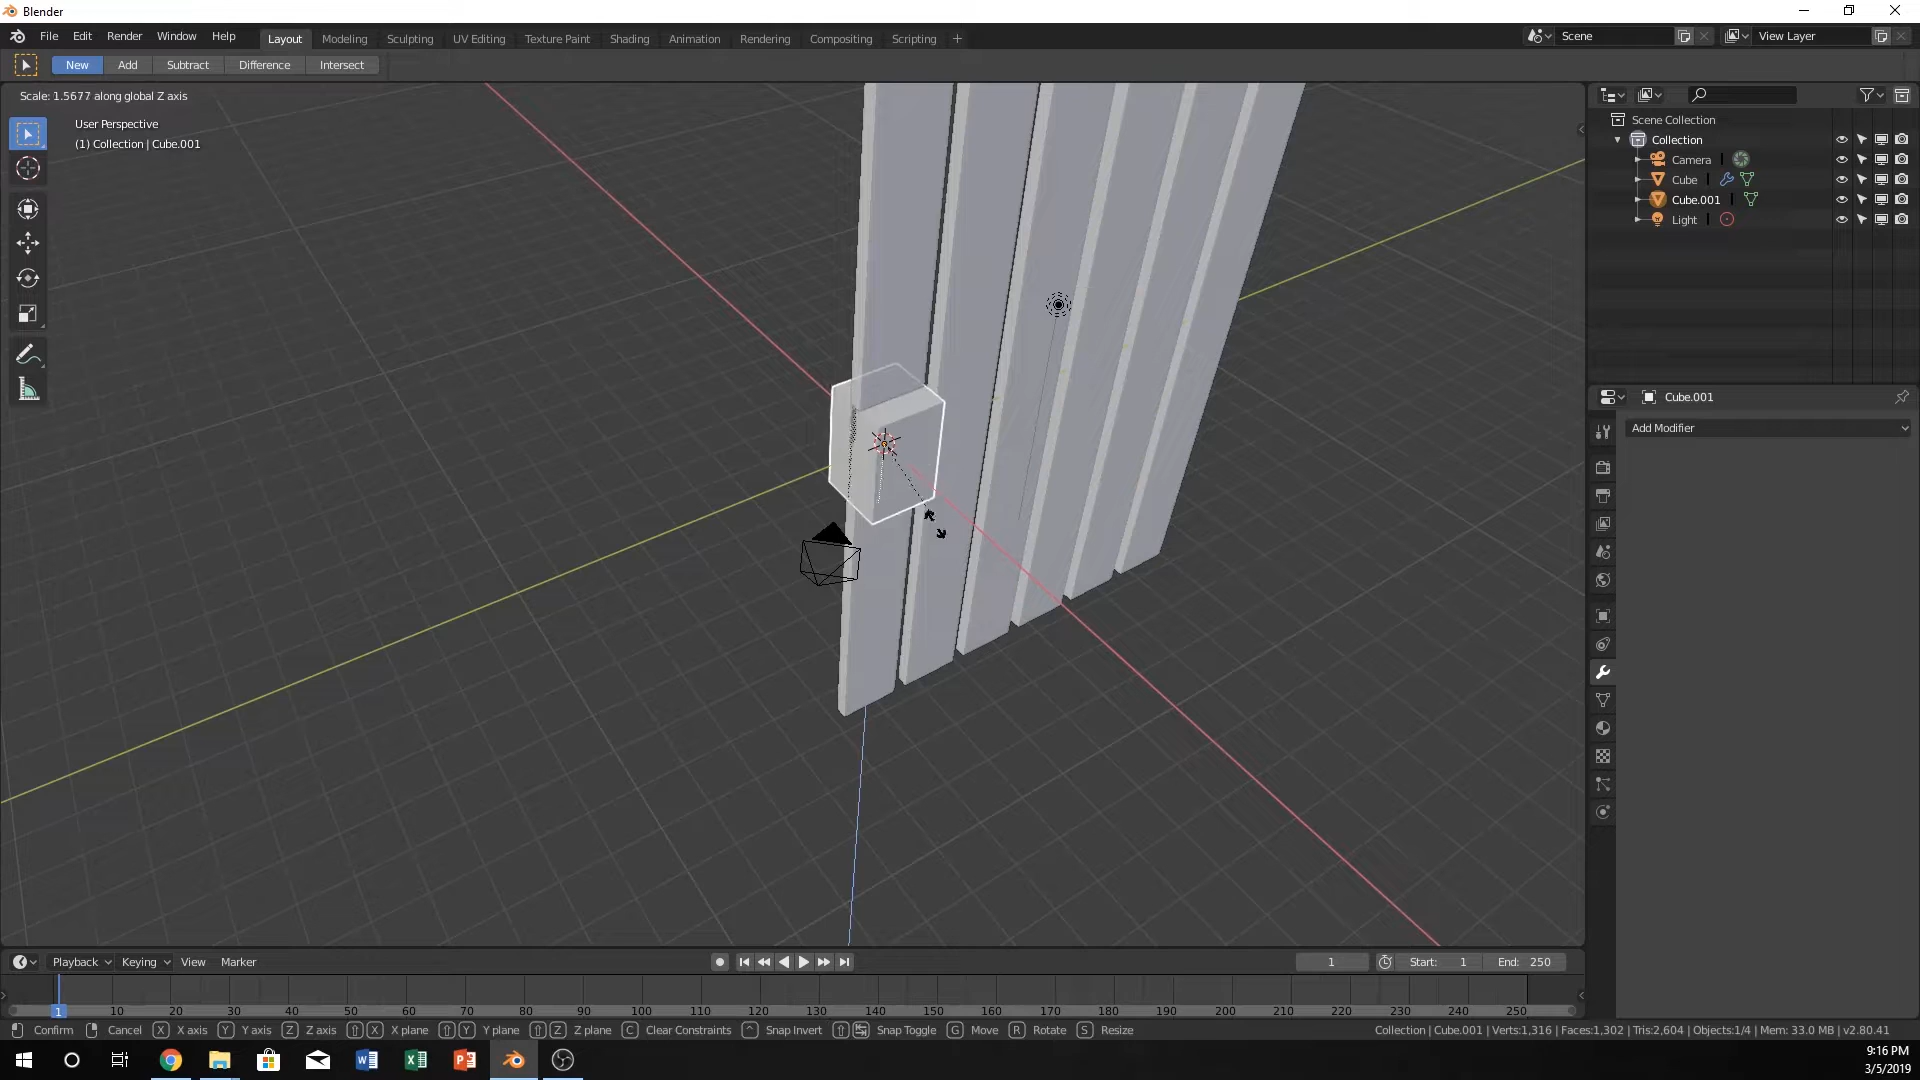 Blender
File Edit Render Window Help Layout Modeling Sculpting UV Editing Texture Paint Shading Animation Rendering Compositing Scripting + Scene View Layer
New Add Subtract Difference Intersect
Scale: 1.5677 along global Z axis
User Perspective
(1) Collection | Cube.001
Scene Collection
Collection
Camera
Cube
Cube.001
Light
Cube.001
Add Modifier
Playback Keying View Marker 1 Start: 1 End: 250
1 10 20 30 40 50 60 70 80 90 100 110 120 130 140 150 160 170 180 190 200 210 220 230 240 250
Confirm Cancel X X axis Y Y axis Z Z axis X X plane Y Y plane Z Z plane C Clear Constraints ^ Snap Invert Snap Toggle G Move R Rotate S Resize Collection | Cube.001 | Verts:1,316 | Faces:1,302 | Tris:2,604 | Objects:1/4 | Mem: 33.0 MB | v2.80.41
9:16 PM
3/5/2019